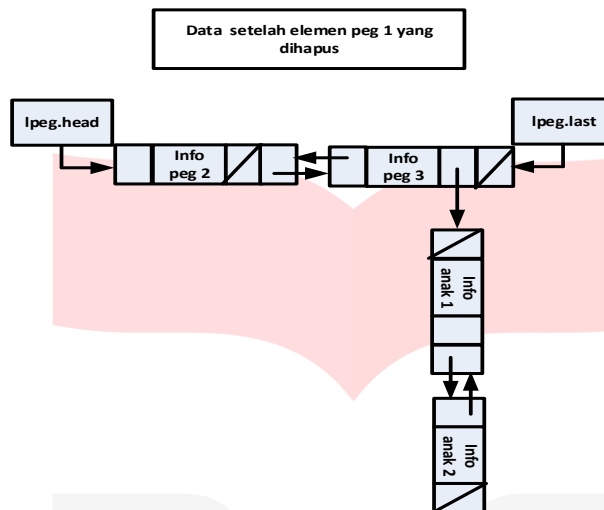 Data setelah elemen peg 1 yang
dihapus
lpeg.head
lpeg.last
Info
peg 2
Info
peg 3
Info
anak 1
Info
anak 2